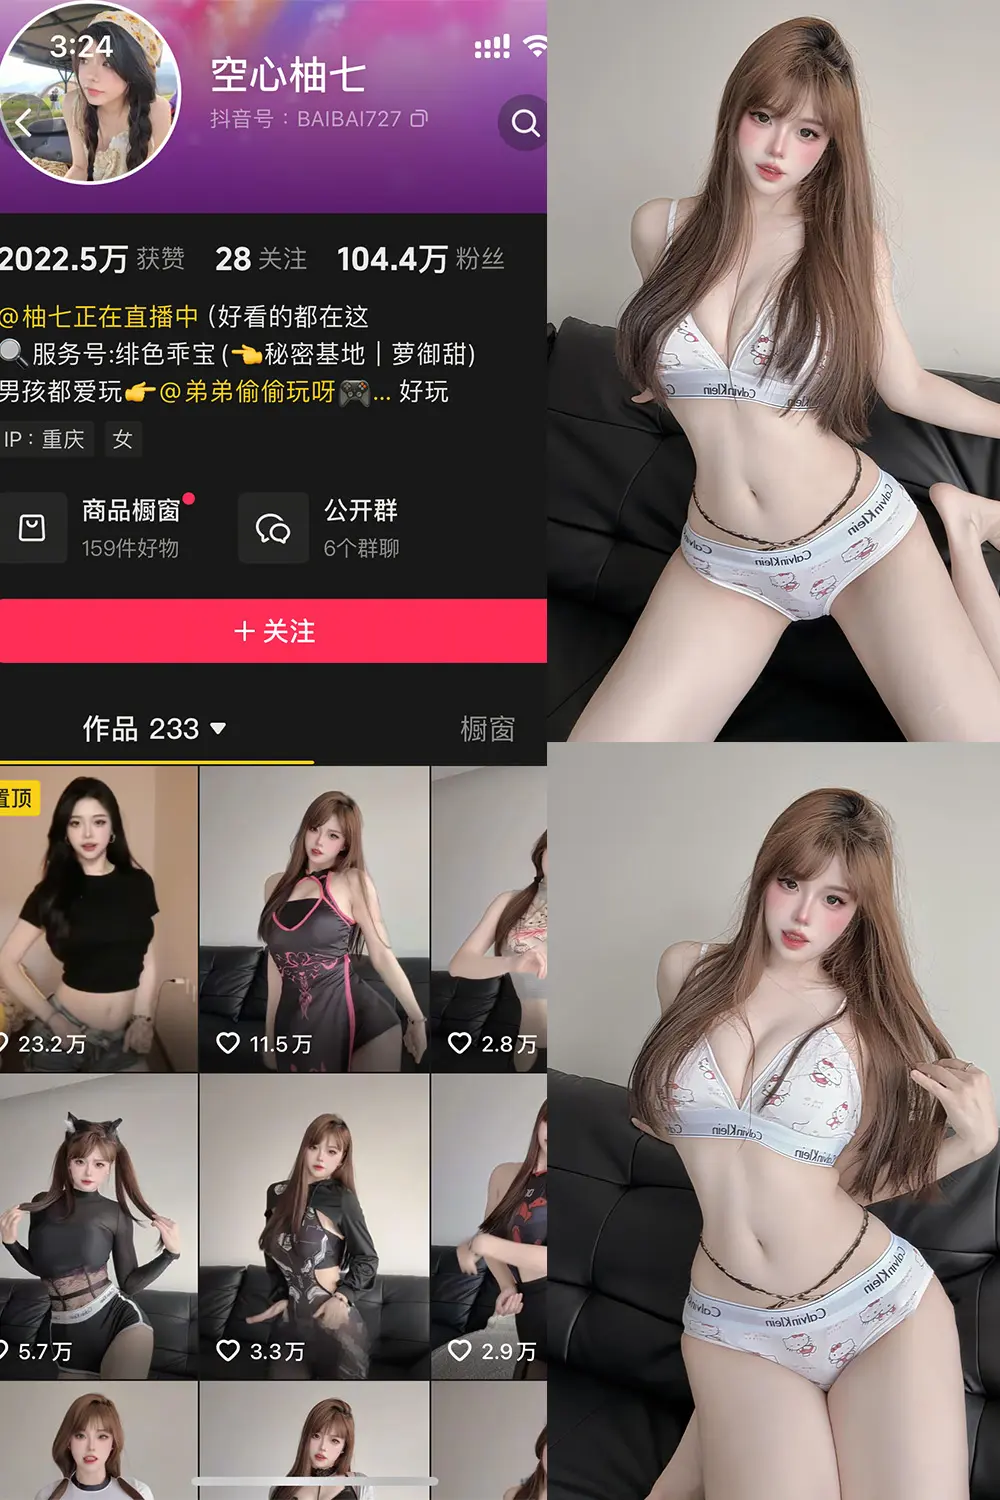 3:24
空心柚七
抖音号：BAIBAI727
2022.5万 获赞 28 关注 104.4万 粉丝
@柚七正在直播中 (好看的都在这
🔍服务号:绯色乖宝(👈秘密基地｜萝御甜)
男孩都爱玩👉@弟弟偷偷玩呀🎮... 好玩
IP：重庆 女
商品橱窗
159件好物
公开群
6个群聊
＋关注
作品 233
橱窗
置顶
23.2万
11.5万
2.8万
5.7万
3.3万
2.9万
Calvin Klein
Calvin Klein
Calvin Klein
Calvin Klein
Calvin Klein
Calvin Klein
Calvin Klein